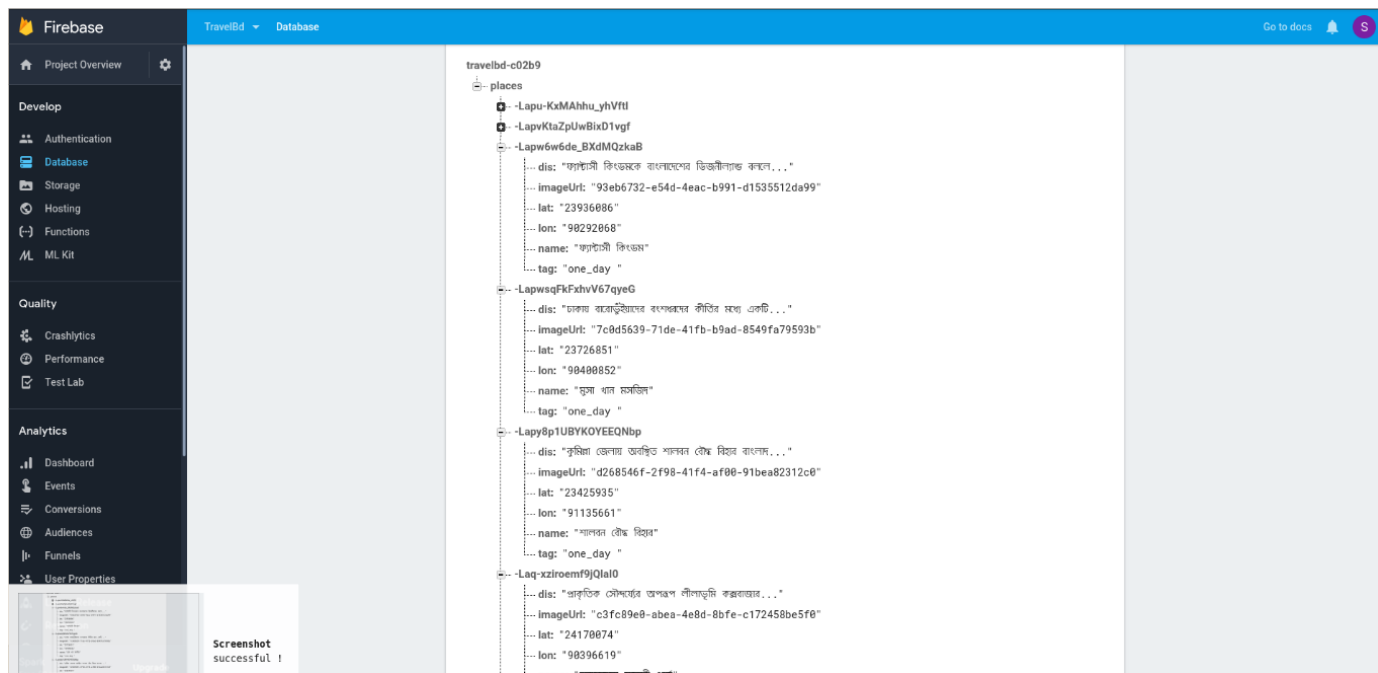 Firebase
TravelBd
Database
Go to docs
S
Project Overview
Develop
Authentication
Database
Storage
Hosting
Functions
ML Kit
Quality
Crashlytics
Performance
Test Lab
Analytics
Dashboard
Events
Conversions
Audiences
Funnels
User Properties
Upgrade
Screenshot
successful !
travelbd-c02b9
places
-Lapu-KxMAhhu_yhVftI
-LapvKtaZpUwBixD1vgf
-Lapw6w6de_BXdMQzkaB
dis: "ফ্যান্টাসী কিংডমকে বাংলাদেশের ডিজনীল্যান্ড বললে..."
imageUrl: "93eb6732-e54d-4eac-b991-d1535512da99"
lat: "23936086"
lon: "90292068"
name: "ফ্যান্টাসী কিংডম"
tag: "one_day "
-LapwsqFkFxhvV67qyeG
dis: "ঢাকায় বারোভুঁইয়াদের বংশধরদের কীর্তির মধ্যে একটি..."
imageUrl: "7c0d5639-71de-41fb-b9ad-8549fa79593b"
lat: "23726851"
lon: "90400852"
name: "মুসা খান মসজিদ"
tag: "one_day "
-Lapy8p1UBYKOYEEQNbp
dis: "কুমিল্লা জেলায় অবস্থিত শালবন বৌদ্ধ বিহার বাংলাদ..."
imageUrl: "d268546f-2f98-41f4-af00-91bea82312c0"
lat: "23425935"
lon: "91135661"
name: "শালবন বৌদ্ধ বিহার"
tag: "one_day "
-Laq-xziroemf9jQlal0
dis: "প্রাকৃতিক সৌন্দর্য্যের অপরূপ লীলাভূমি কক্সবাজার..."
imageUrl: "c3fc89e0-abea-4e8d-8bfe-c172458be5f0"
lat: "24170074"
lon: "90396619"